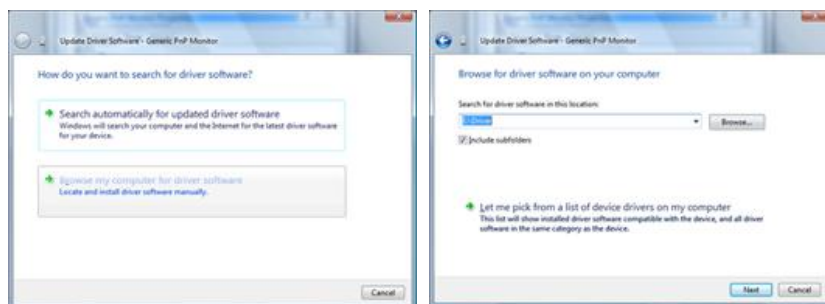 Update Driver Software - Generic PnP Monitor
How do you want to search for driver software?
Search automatically for updated driver software
Windows will search your computer and the Internet for the latest driver software
for your device.
Browse my computer for driver software
Locate and install driver software manually.
Cancel
Update Driver Software - Generic PnP Monitor
Browse for driver software on your computer
Search for driver software in this location:
Browse...
Include subfolders
Let me pick from a list of device drivers on my computer
This list will show installed driver software compatible with the device, and all driver
software in the same category as the device.
Next Cancel